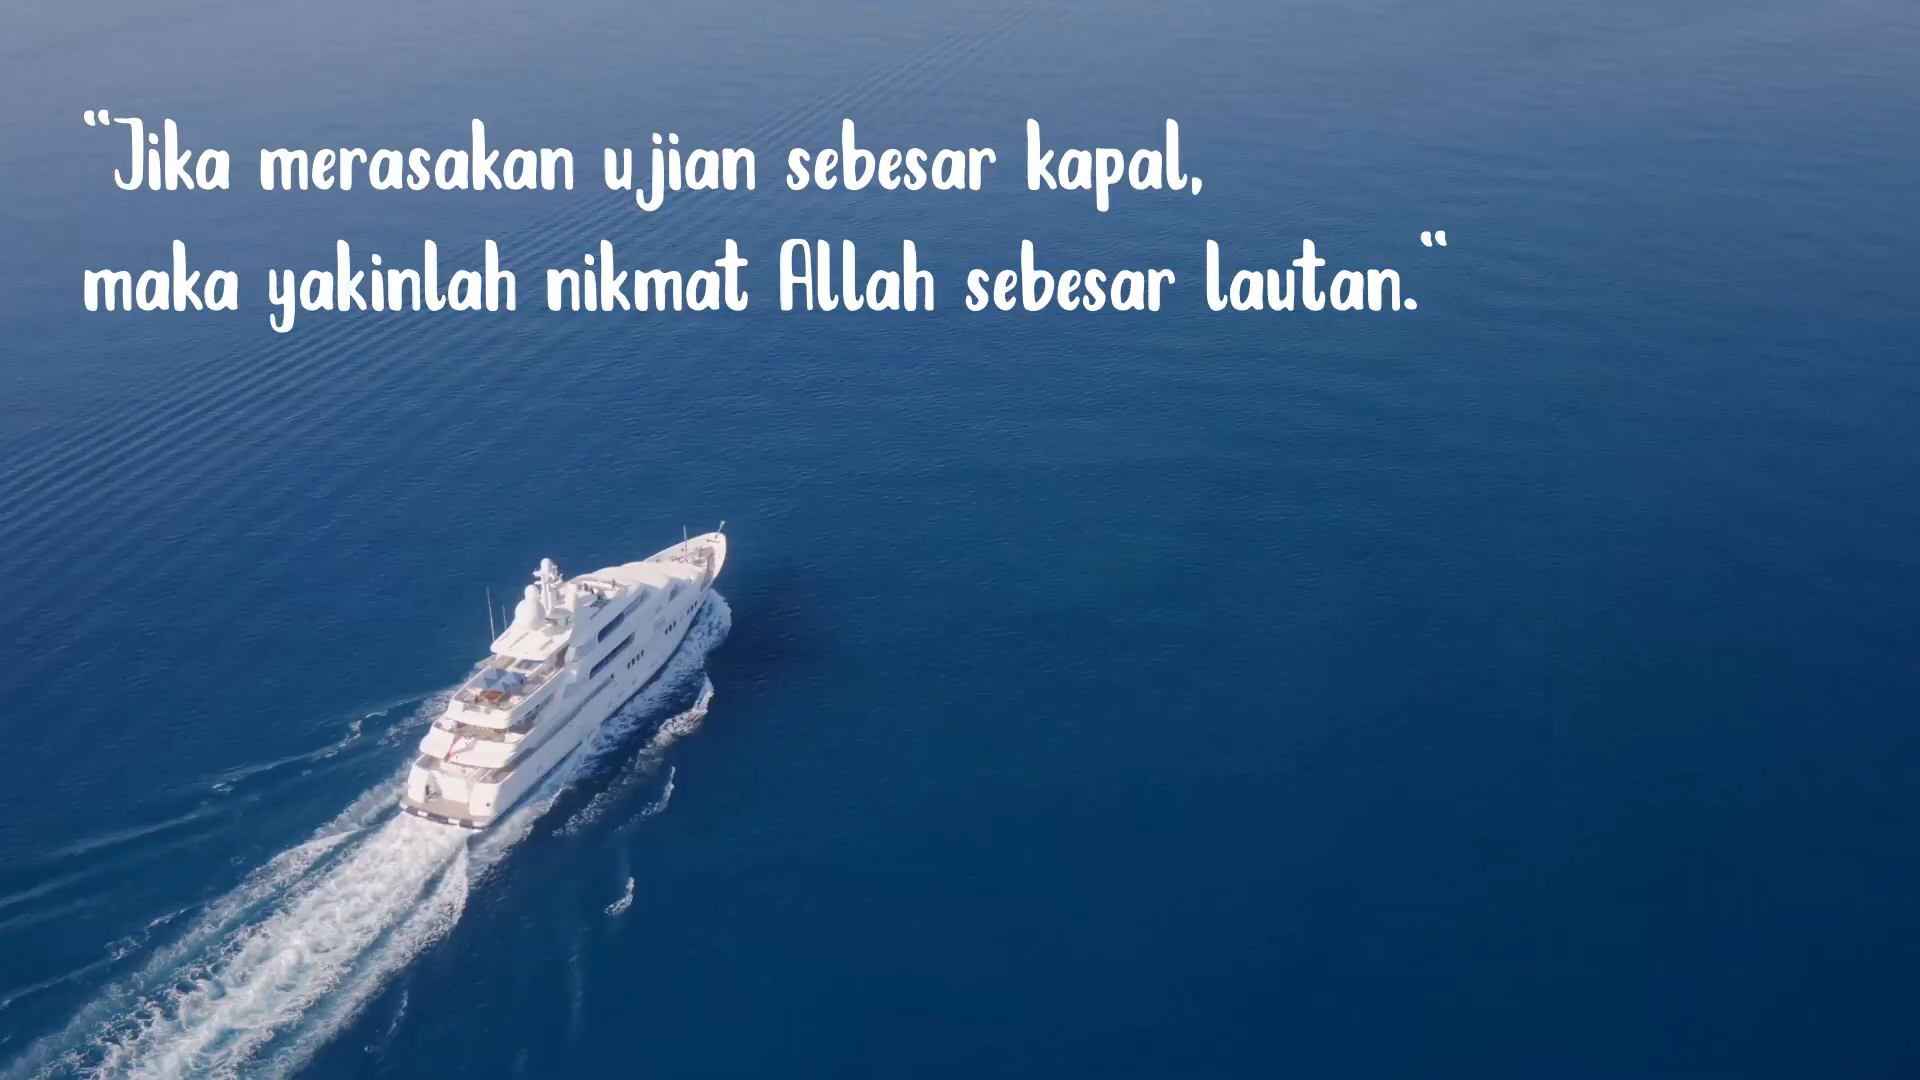 “Jika merasakan ujian sebesar kapal,
maka yakinlah nikmat Allah sebesar lautan.“